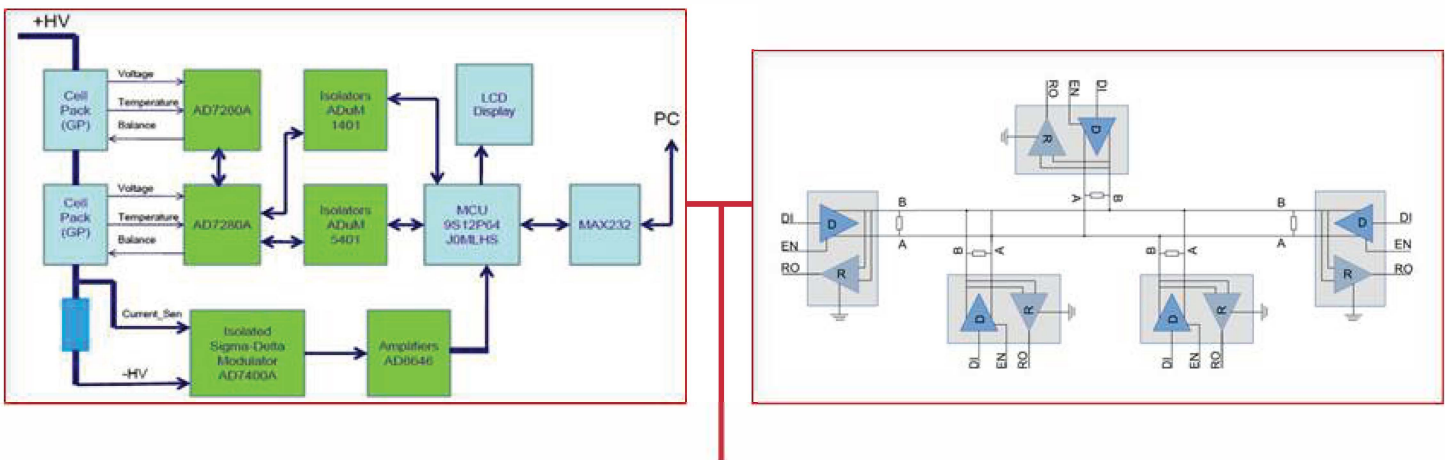 +HV
Cell
Pack
(GP)
Voltage
Temperature
Balance
AD7280A
Isolators
ADuM
1401
LCD
Display
PC
Cell
Pack
(GP)
Voltage
Temperature
Balance
AD7280A
Isolators
ADuM
5401
MCU
9S12P64
J0MLHS
MAX232
Current_Sen
-HV
Isolated
Sigma-Delta
Modulator
AD7400A
Amplifiers
AD8646
RO
EN
DI
R
D
A
B
DI
EN
RO
D
R
B
A
B
A
D
R
DI
EN
RO
B
A
D
R
DI
EN
RO
B
A
D
R
DI
EN
RO